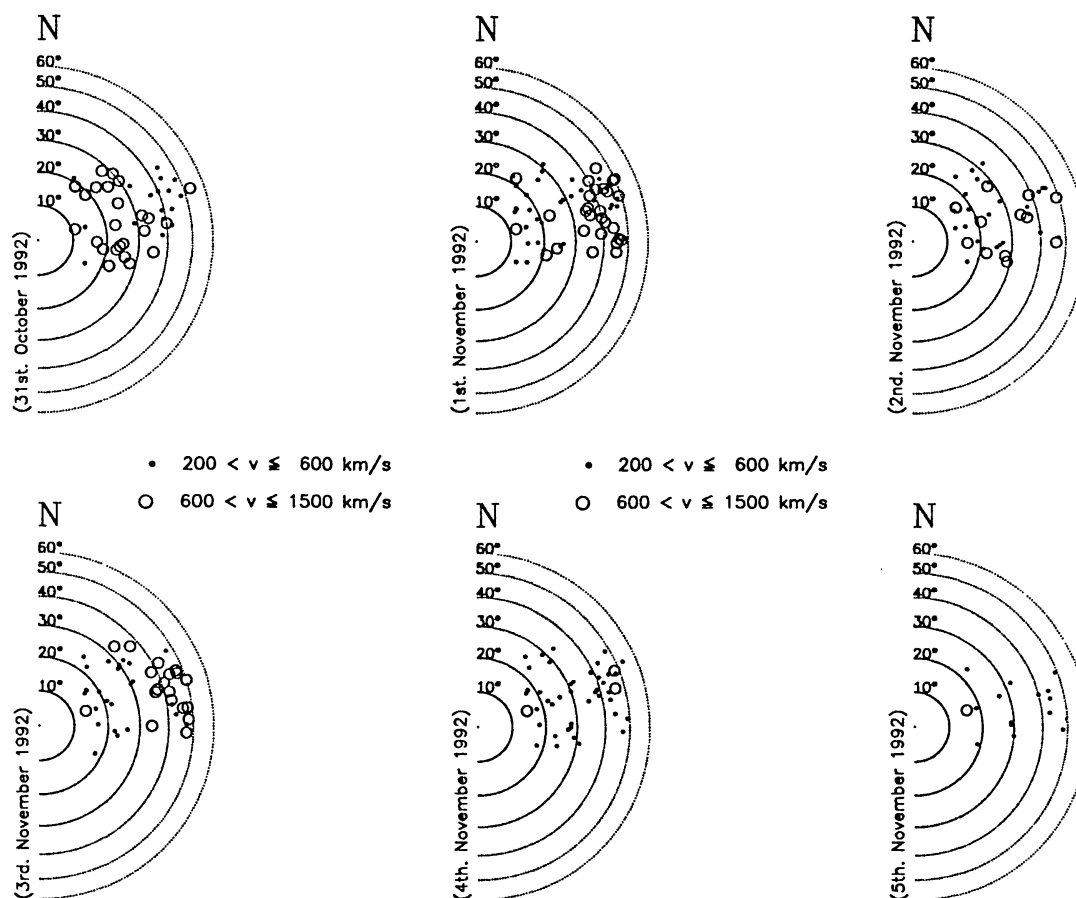 N
60°
50°
40°
30°
20°
10°
(31st. October 1992)
N
60°
50°
40°
30°
20°
10°
(1st. November 1992)
N
60°
50°
40°
30°
20°
10°
(2nd. November 1992)
• 200 < v ≦ 600 km/s
○ 600 < v ≦ 1500 km/s
• 200 < v ≦ 600 km/s
○ 600 < v ≦ 1500 km/s
N
60°
50°
40°
30°
20°
10°
(3rd. November 1992)
N
60°
50°
40°
30°
20°
10°
(4th. November 1992)
N
60°
50°
40°
30°
20°
10°
(5th. November 1992)